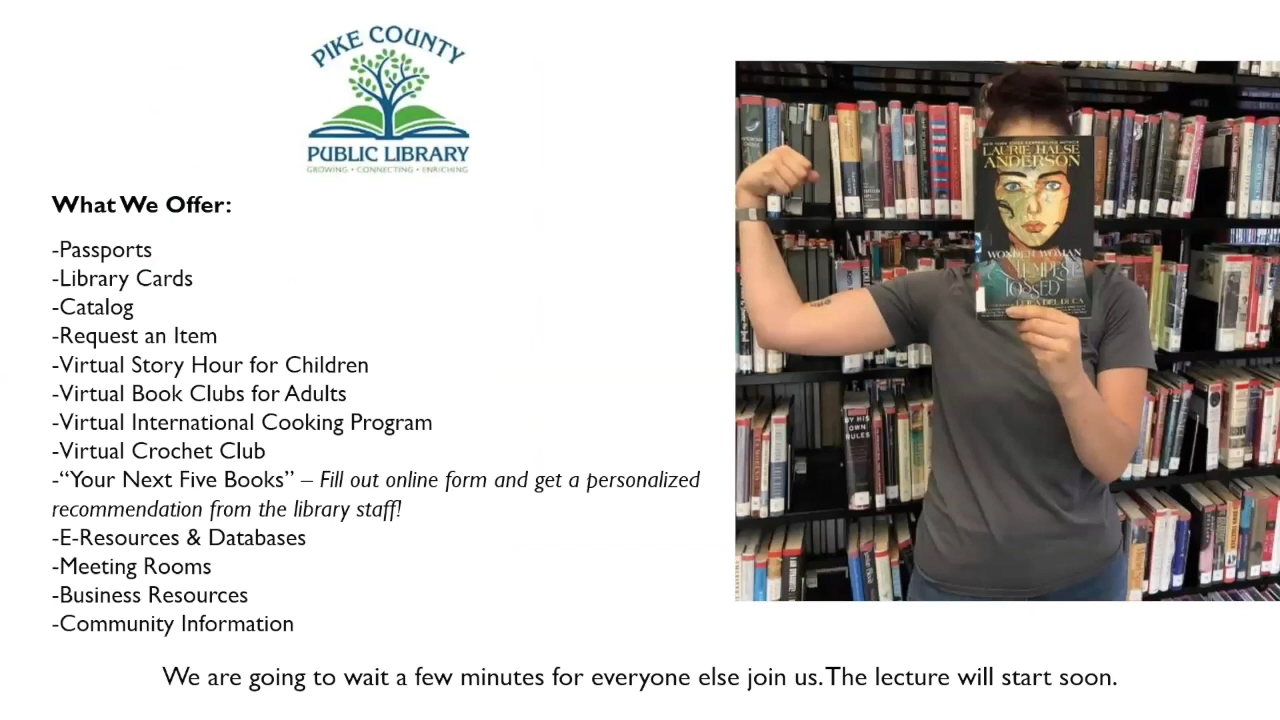 PIKE COUNTY
PUBLIC LIBRARY
GROWING • CONNECTING • ENRICHING
What We Offer:
-Passports
-Library Cards
-Catalog
-Request an Item
-Virtual Story Hour for Children
-Virtual Book Clubs for Adults
-Virtual International Cooking Program
-Virtual Crochet Club
-“Your Next Five Books” – Fill out online form and get a personalized
recommendation from the library staff!
-E-Resources & Databases
-Meeting Rooms
-Business Resources
-Community Information
LAURIE HALSE
ANDERSON
WONDER WOMAN
TEMPEST
TOSSED
BY HIS
OWN
RULES
We are going to wait a few minutes for everyone else join us. The lecture will start soon.